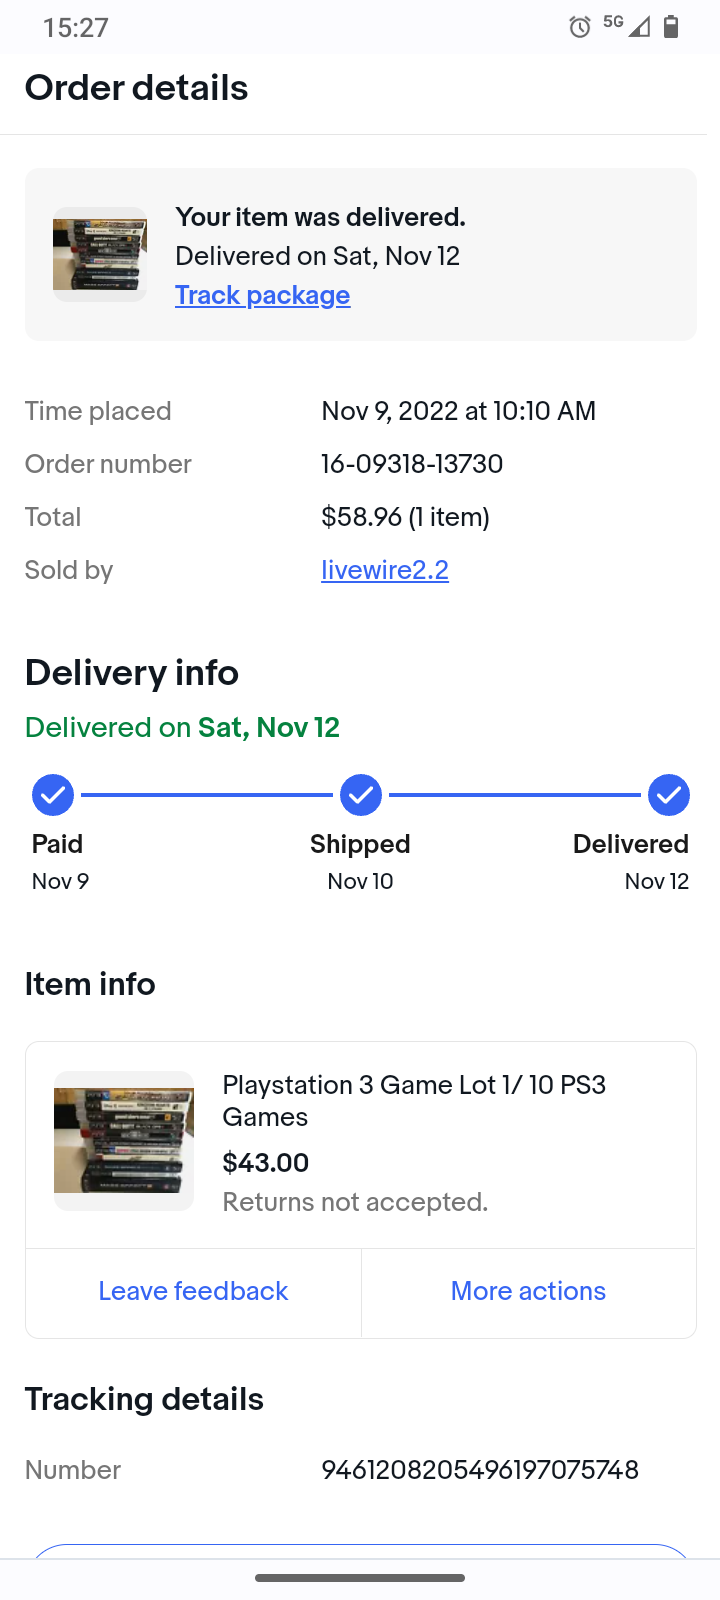 15:27
5G
Order details
Your item was delivered.
Delivered on Sat, Nov 12
Track package
Time placed Nov 9, 2022 at 10:10 AM
Order number 16-09318-13730
Total $58.96 (1 item)
Sold by livewire2.2
Delivery info
Delivered on Sat, Nov 12
Paid Shipped Delivered
Nov 9 Nov 10 Nov 12
Item info
Playstation 3 Game Lot 1/ 10 PS3
Games
$43.00
Returns not accepted.
Leave feedback More actions
Tracking details
Number 9461208205496197075748